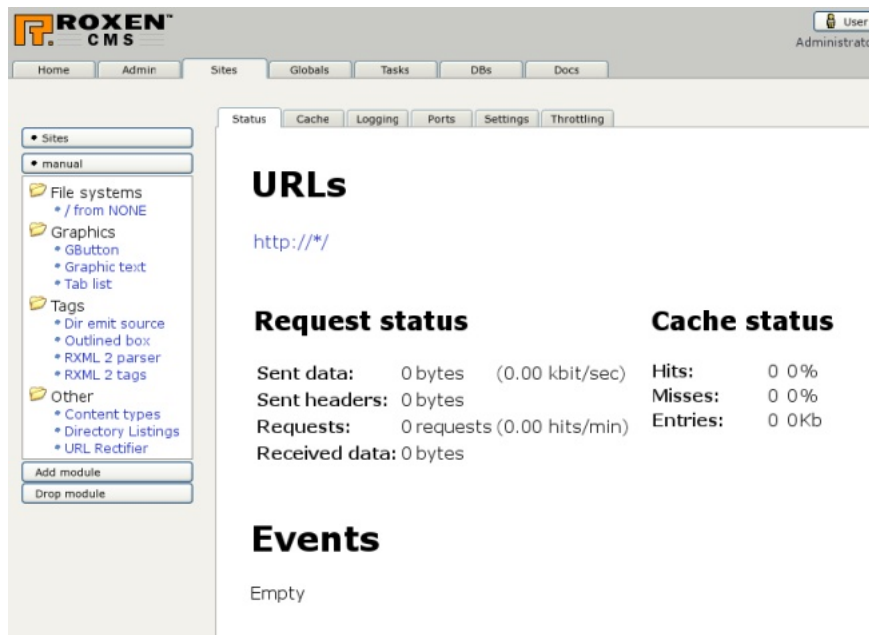 ROXEN™
CMS
User
Administrato
Home Admin Sites Globals Tasks DBs Docs
Status Cache Logging Ports Settings Throttling
• Sites
• manual
File systems
• / from NONE
Graphics
• GButton
• Graphic text
• Tab list
Tags
• Dir emit source
• Outlined box
• RXML 2 parser
• RXML 2 tags
Other
• Content types
• Directory Listings
• URL Rectifier
Add module
Drop module
URLs
http://*/
Request status
Sent data: 0 bytes (0.00 kbit/sec)
Sent headers: 0 bytes
Requests: 0 requests (0.00 hits/min)
Received data: 0 bytes
Cache status
Hits: 0 0%
Misses: 0 0%
Entries: 0 0Kb
Events
Empty